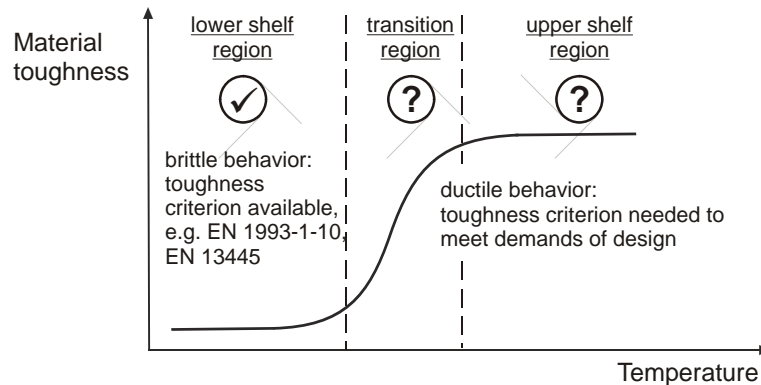 Material
toughness
lower shelf
region
transition
region
upper shelf
region
?
?
brittle behavior:
toughness
criterion available,
e.g. EN 1993-1-10,
EN 13445
ductile behavior:
toughness criterion needed to
meet demands of design
Temperature